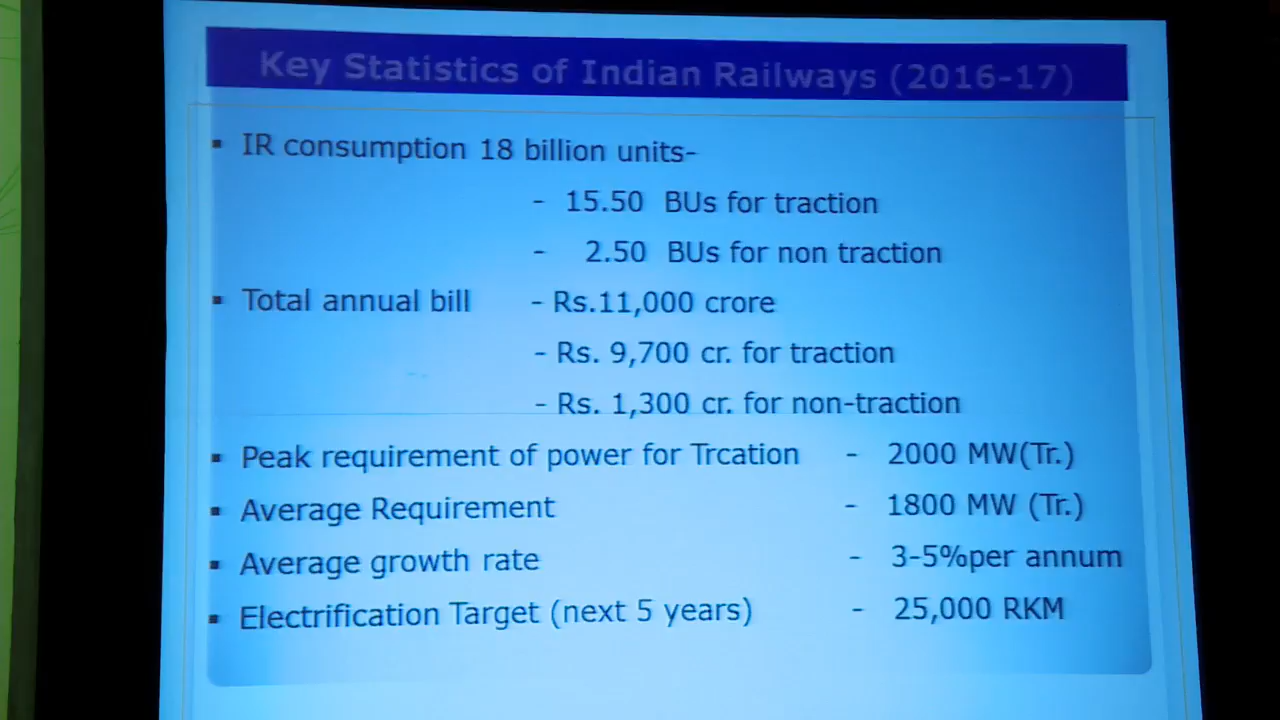 Key Statistics of Indian Railways (2016-17)
▪ IR consumption 18 billion units-
- 15.50 BUs for traction
- 2.50 BUs for non traction
▪ Total annual bill - Rs.11,000 crore
- Rs. 9,700 cr. for traction
- Rs. 1,300 cr. for non-traction
▪ Peak requirement of power for Trcation - 2000 MW(Tr.)
▪ Average Requirement - 1800 MW (Tr.)
▪ Average growth rate - 3-5%per annum
▪ Electrification Target (next 5 years) - 25,000 RKM